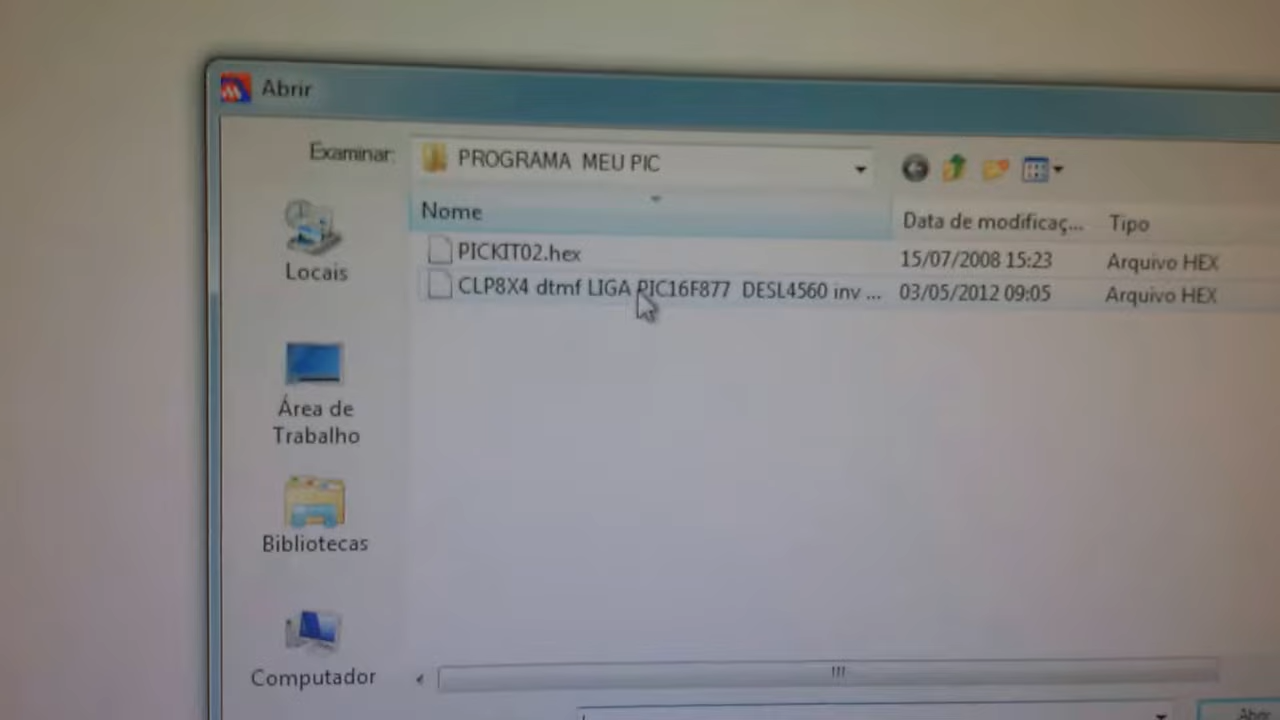 Abrir
Examinar: PROGRAMA MEU PIC
Nome Data de modificaç... Tipo
PICKIT02.hex 15/07/2008 15:23 Arquivo HEX
CLP8X4 dtmf LIGA PIC16F877 DESL4560 inv ... 03/05/2012 09:05 Arquivo HEX
Locais
Área de
Trabalho
Bibliotecas
Computador